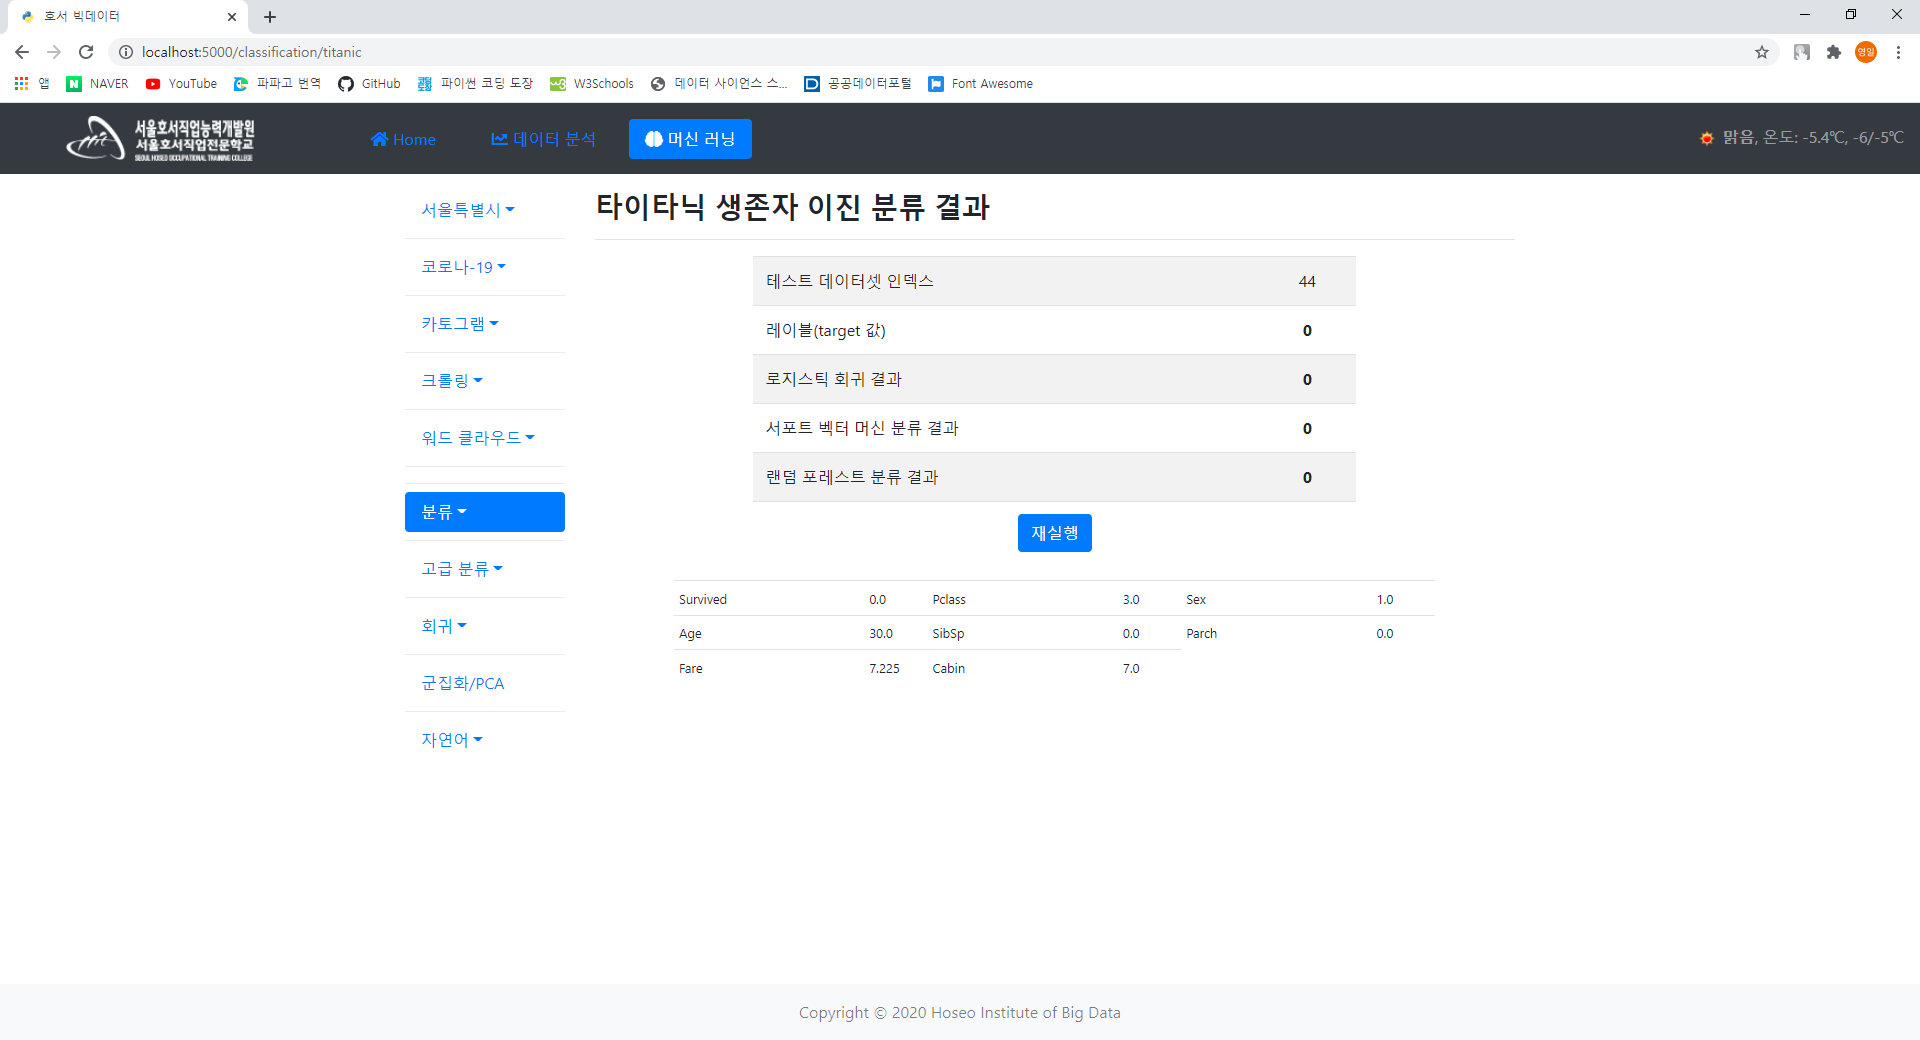 호서 빅데이터
localhost:5000/classification/titanic
영일
앱 NAVER YouTube 파파고 번역 GitHub 파이썬 코딩 도장 W3Schools 데이터 사이언스 스... 공공데이터포털 Font Awesome
서울호서직업능력개발원
서울호서직업전문학교
SEOUL HOSEO OCCUPATIONAL TRAINING COLLEGE
Home 데이터 분석 머신 러닝 맑음, 온도: -5.4℃, -6/-5℃
서울특별시
코로나-19
카토그램
크롤링
워드 클라우드
분류
고급 분류
회귀
군집화/PCA
자연어
타이타닉 생존자 이진 분류 결과
테스트 데이터셋 인덱스 44
레이블(target 값) 0
로지스틱 회귀 결과 0
서포트 벡터 머신 분류 결과 0
랜덤 포레스트 분류 결과 0
재실행
Survived 0.0 Pclass 3.0 Sex 1.0
Age 30.0 SibSp 0.0 Parch 0.0
Fare 7.225 Cabin 7.0
Copyright © 2020 Hoseo Institute of Big Data